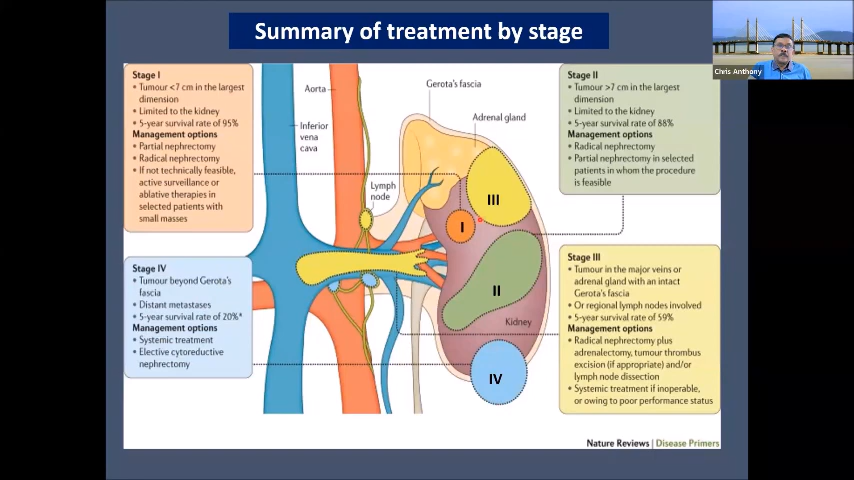 Summary of treatment by stage
Chris Anthony
Stage I
• Tumour <7 cm in the largest
dimension
• Limited to the kidney
• 5-year survival rate of 95%
Management options
• Partial nephrectomy
• Radical nephrectomy
• If not technically feasible,
active surveillance or
ablative therapies in
selected patients with
small masses
Aorta
Inferior
vena
cava
Gerota's fascia
Adrenal gland
Lymph
node
Stage II
• Tumour >7 cm in the largest
dimension
• Limited to the kidney
• 5-year survival rate of 88%
Management options
• Radical nephrectomy
• Partial nephrectomy in selected
patients in whom the procedure
is feasible
III
I
II
Kidney
IV
Stage IV
• Tumour beyond Gerota's
fascia
• Distant metastases
• 5-year survival rate of 20%*
Management options
• Systemic treatment
• Elective cytoreductive
nephrectomy
Stage III
• Tumour in the major veins or
adrenal gland with an intact
Gerota's fascia
• Or regional lymph nodes involved
• 5-year survival rate of 59%
Management options
• Radical nephrectomy plus
adrenalectomy, tumour thrombus
excision (if appropriate) and/or
lymph node dissection
• Systemic treatment if inoperable,
or owing to poor performance status
Nature Reviews | Disease Primers